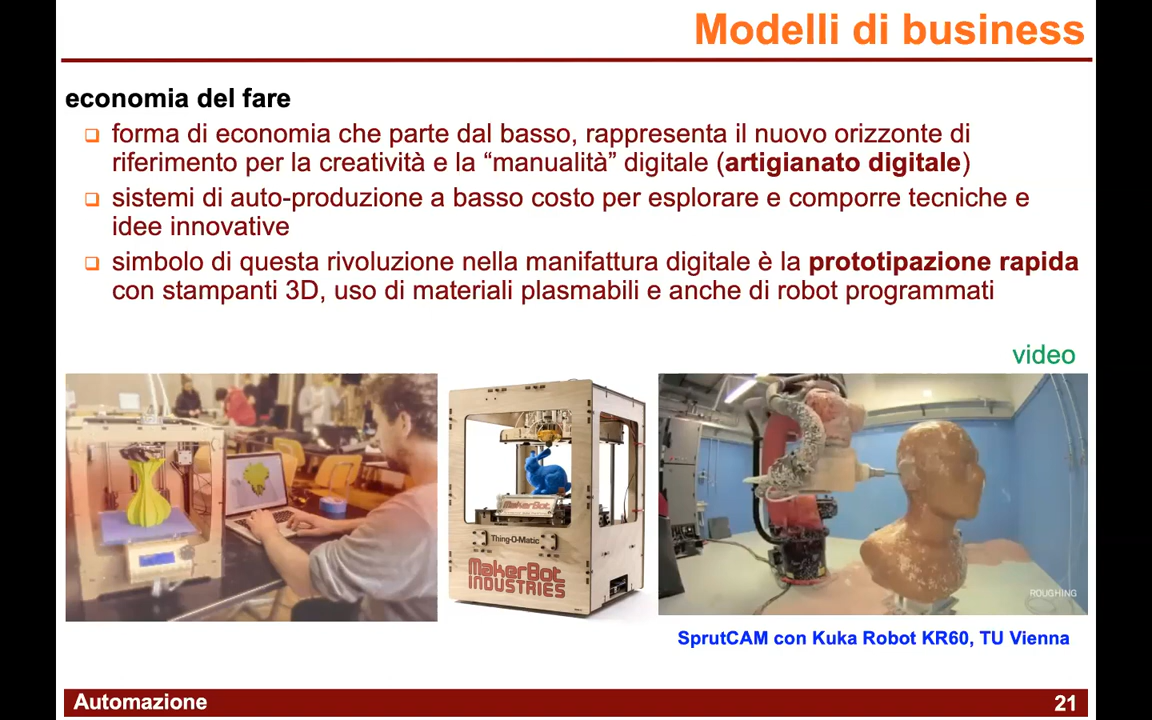 Modelli di business
economia del fare
❑ forma di economia che parte dal basso, rappresenta il nuovo orizzonte di
riferimento per la creatività e la “manualità” digitale (artigianato digitale)
❑ sistemi di auto-produzione a basso costo per esplorare e comporre tecniche e
idee innovative
❑ simbolo di questa rivoluzione nella manifattura digitale è la prototipazione rapida
con stampanti 3D, uso di materiali plasmabili e anche di robot programmati
video
MakerBot
Thing-O-Matic
MakerBot
INDUSTRIES
ROUGHING
SprutCAM con Kuka Robot KR60, TU Vienna
Automazione
21